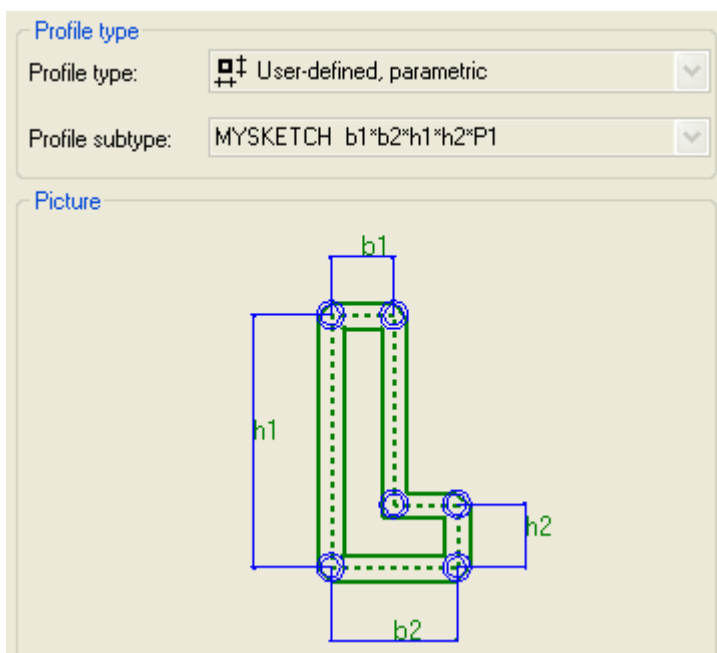 Profile type
Profile type: User-defined, parametric
Profile subtype: MYSKETCH b1*b2*h1*h2*P1
Picture
b1
h1
h2
b2